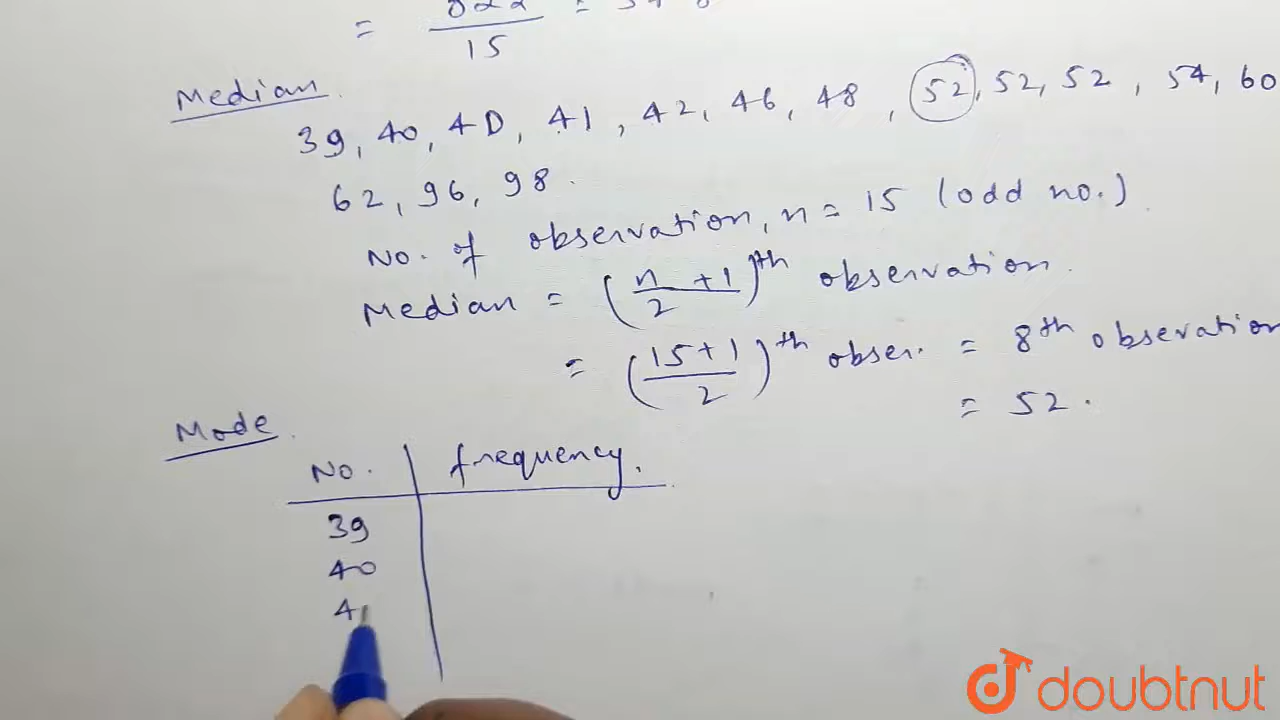 =
15
Median.
39, 40, 40, 41, 42, 46, 48, 52, 52, 52, 54, 60
62, 96, 98.
No. of observation, n = 15 (odd no.)
Median = (n+1/2)th observation.
= (15+1/2)th obser. = 8th observation
= 52.
Mode.
No. | frequency.
39
40
4
doubtnut